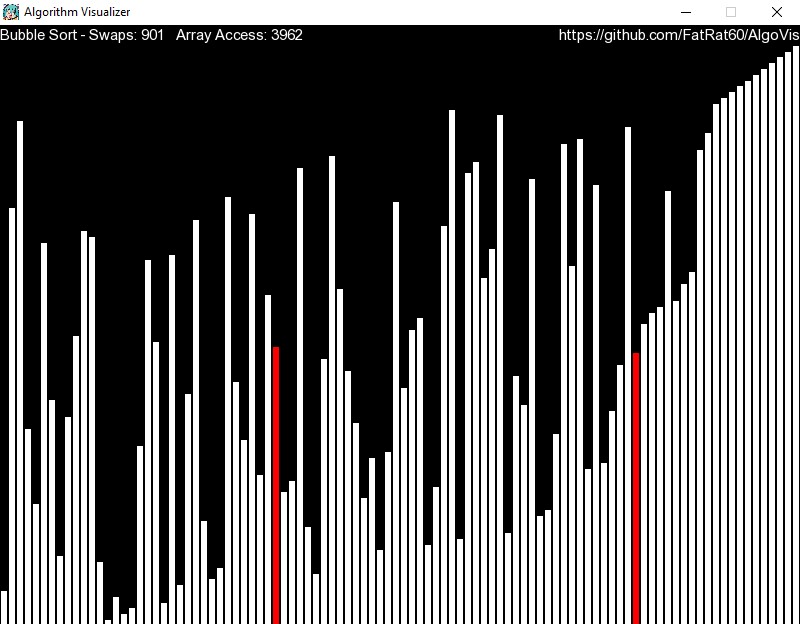 Algorithm Visualizer
Bubble Sort - Swaps: 901   Array Access: 3962
https://github.com/FatRat60/AlgoVis